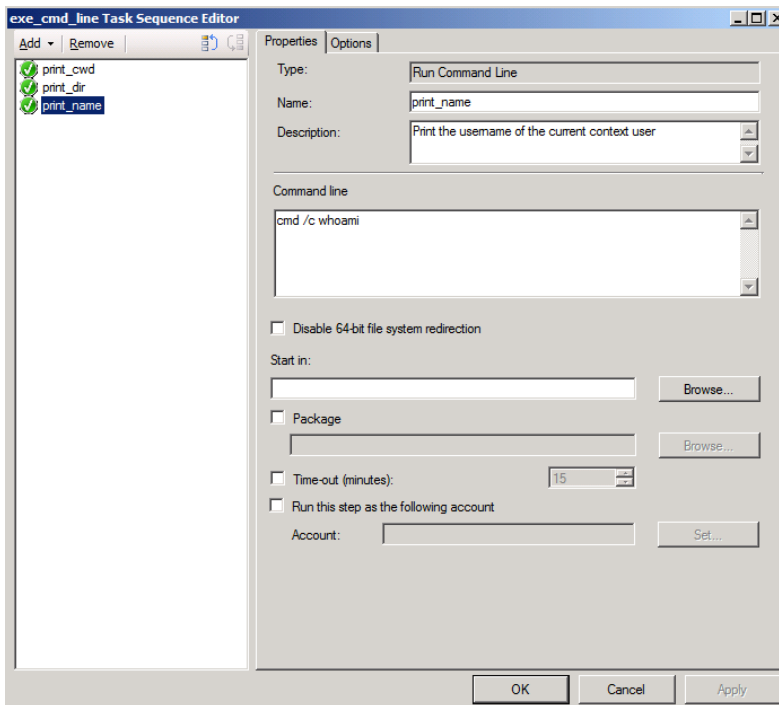 exe_cmd_line Task Sequence Editor
Add Remove
Properties Options
print_cwd
print_dir
print_name
Type: Run Command Line
Name: print_name
Description: Print the username of the current context user
Command line
cmd /c whoami
Disable 64-bit file system redirection
Start in:
Browse...
Package
Browse...
Time-out (minutes): 15
Run this step as the following account
Account: Set...
OK Cancel Apply